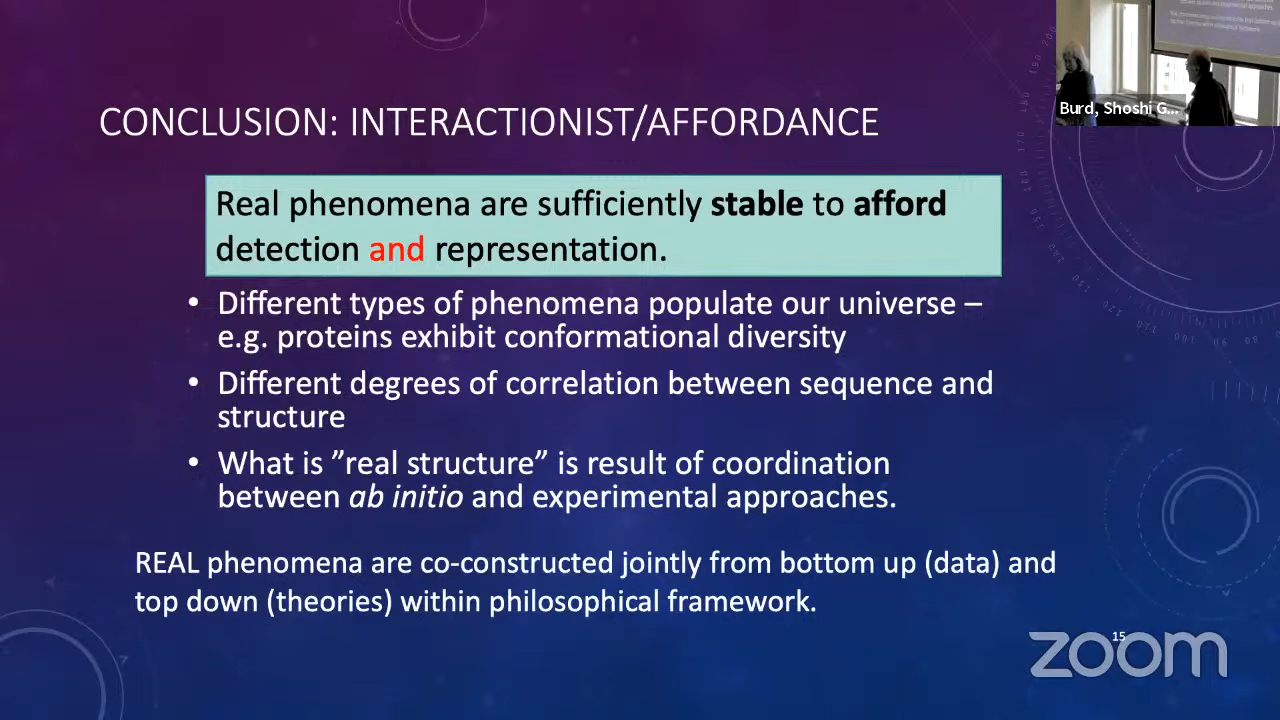 CONCLUSION: INTERACTIONIST/AFFORDANCE
Burd, Shoshi G...
Real phenomena are sufficiently stable to afford
detection and representation.
• Different types of phenomena populate our universe –
e.g. proteins exhibit conformational diversity
• Different degrees of correlation between sequence and
structure
• What is ”real structure” is result of coordination
between ab initio and experimental approaches.
REAL phenomena are co-constructed jointly from bottom up (data) and
top down (theories) within philosophical framework.
15
zoom